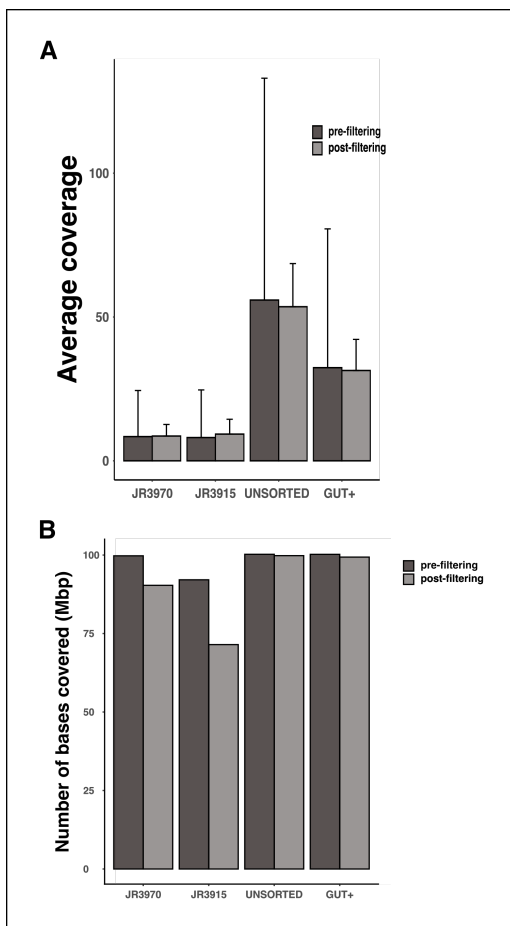 A
Average coverage
100
50
0
pre-filtering
post-filtering
JR3970 JR3915 UNSORTED GUT+
B
Number of bases covered (Mbp)
100
75
50
25
0
pre-filtering
post-filtering
JR3970 JR3915 UNSORTED GUT+